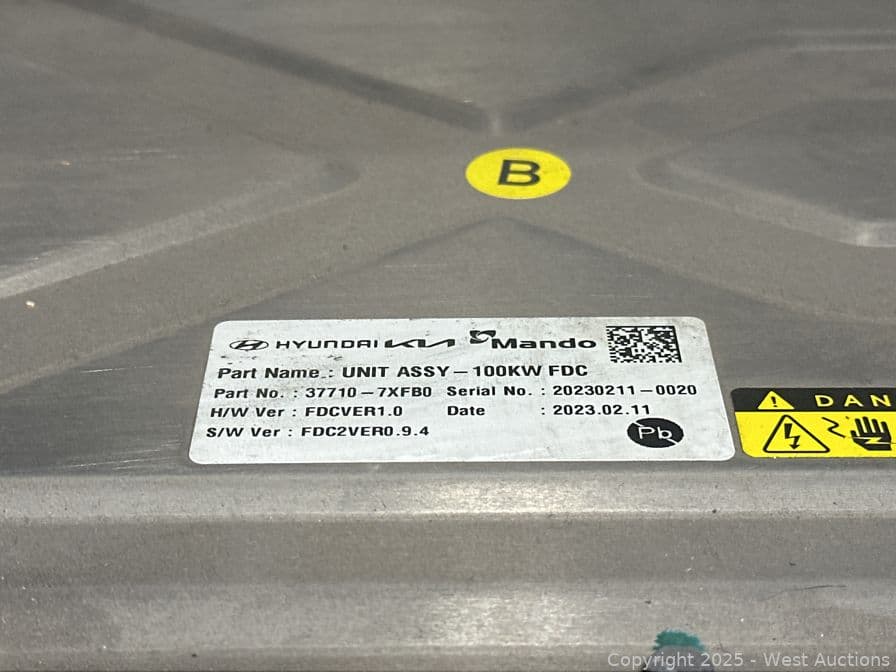 B
HYUNDAI KIA Mando
Part Name : UNIT ASSY-100KW FDC
Part No. : 37710-7XFB0 Serial No. : 20230211-0020
H/W Ver : FDCVER1.0 Date : 2023.02.11
S/W Ver : FDC2VER0.9.4
Pb
DAN
Copyright 2025 - West Auctions